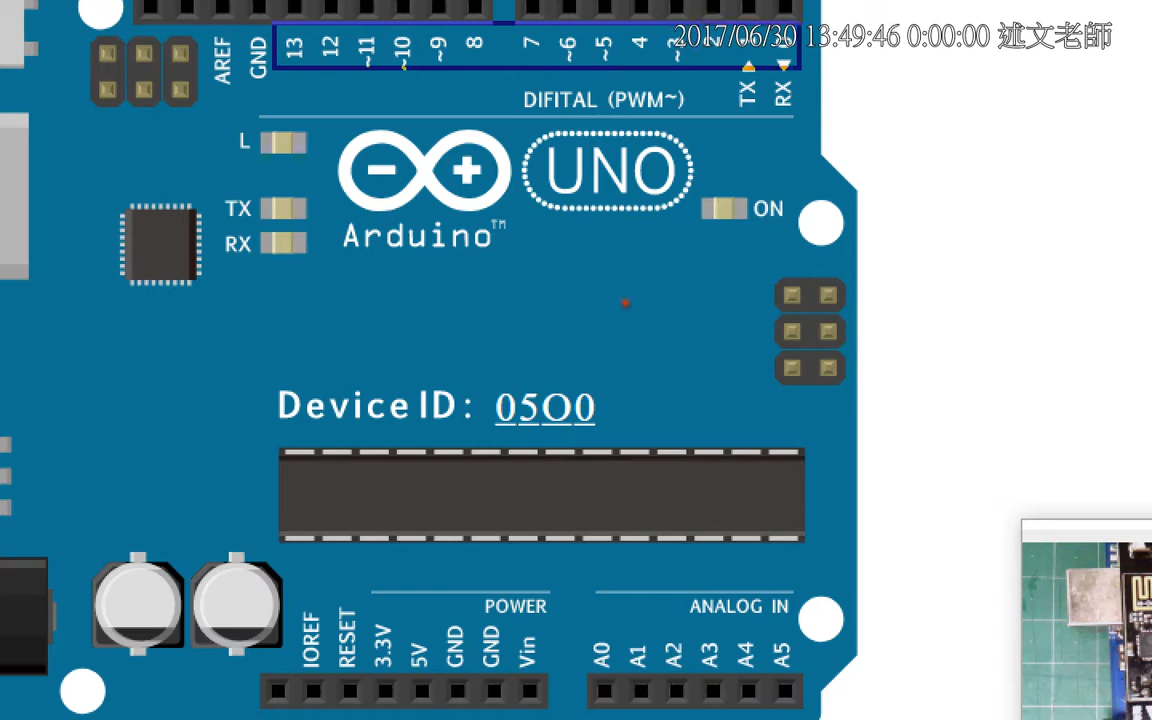 2017/06/30 13:49:46 0:00:00 述文老師
AREF GND 13 12 ~11 ~10 ~9 8 7 ~6 ~5 4
TX RX
DIFITAL (PWM~)
L
UNO
TX
ON
RX
Arduino™
Device ID: 05O0
POWER
ANALOG IN
IOREF RESET 3.3V 5V GND GND Vin A0 A1 A2 A3 A4 A5